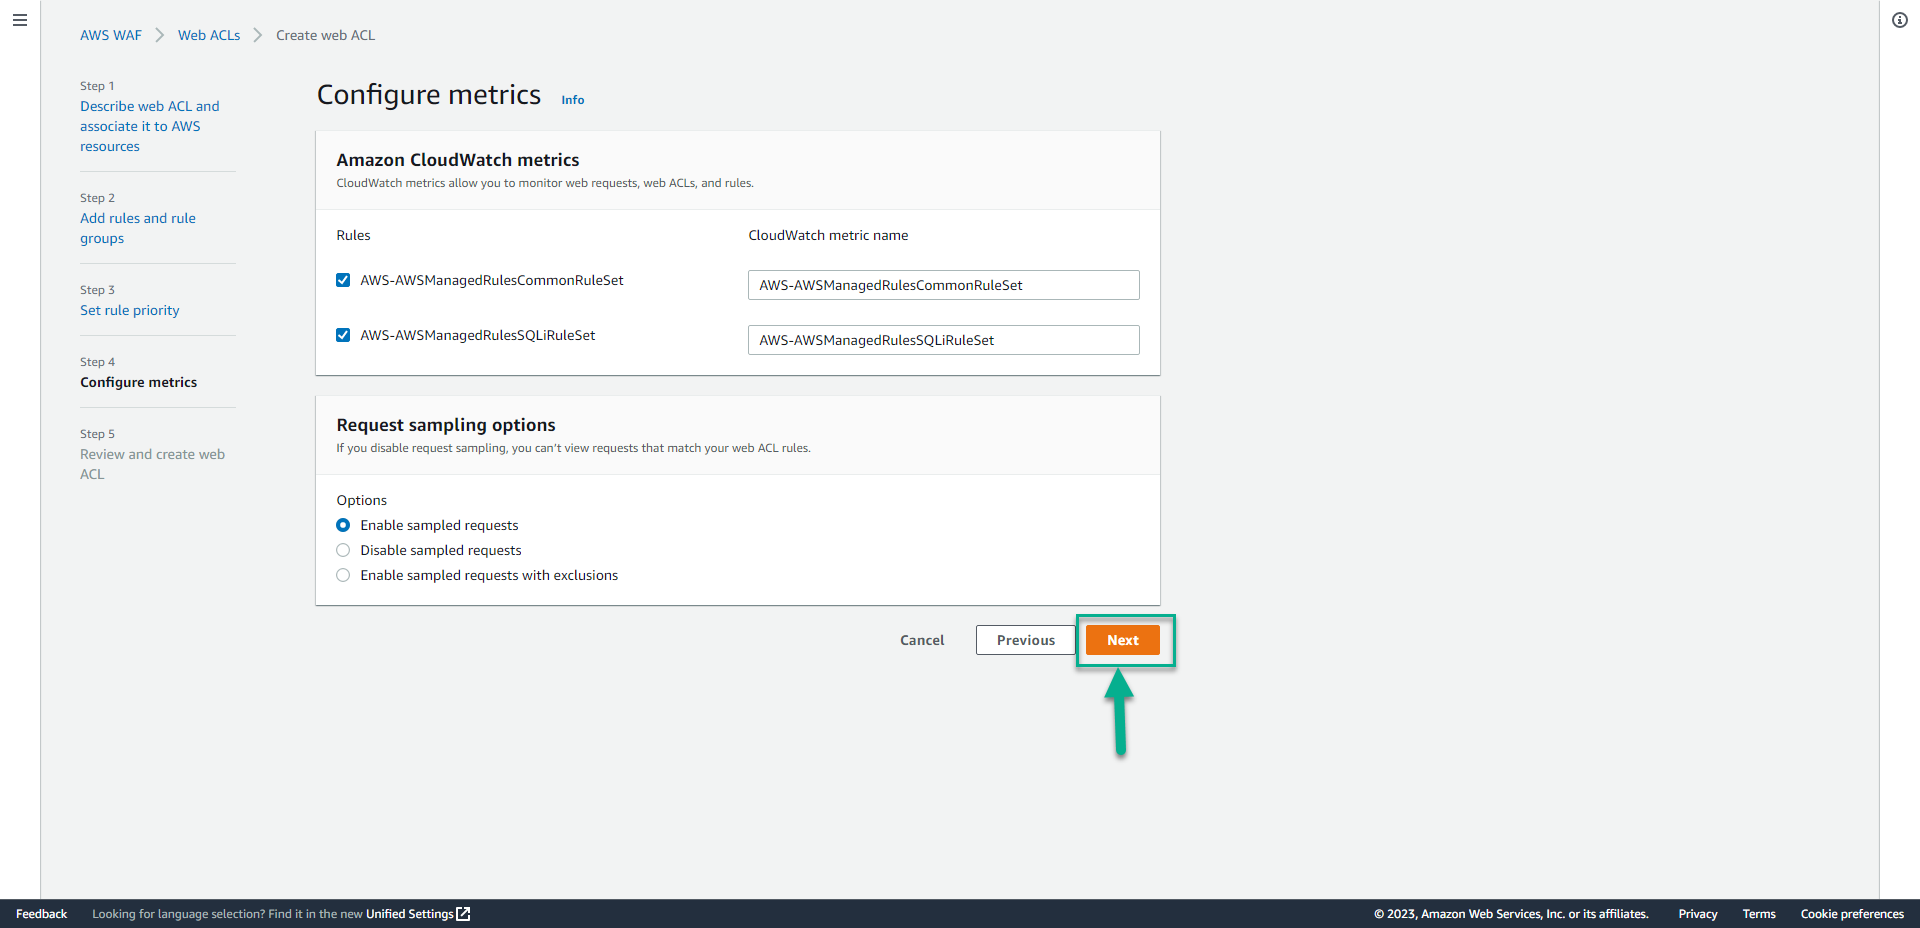 AWS WAF
Web ACLs
Create web ACL
Step 1
Describe web ACL and
associate it to AWS
resources
Step 2
Add rules and rule
groups
Step 3
Set rule priority
Step 4
Configure metrics
Step 5
Review and create web
ACL
Configure metrics Info
Amazon CloudWatch metrics
CloudWatch metrics allow you to monitor web requests, web ACLs, and rules.
Rules CloudWatch metric name
AWS-AWSManagedRulesCommonRuleSet AWS-AWSManagedRulesCommonRuleSet
AWS-AWSManagedRulesSQLiRuleSet AWS-AWSManagedRulesSQLiRuleSet
Request sampling options
If you disable request sampling, you can't view requests that match your web ACL rules.
Options
Enable sampled requests
Disable sampled requests
Enable sampled requests with exclusions
Cancel Previous Next
Feedback Looking for language selection? Find it in the new Unified Settings © 2023, Amazon Web Services, Inc. or its affiliates. Privacy Terms Cookie preferences